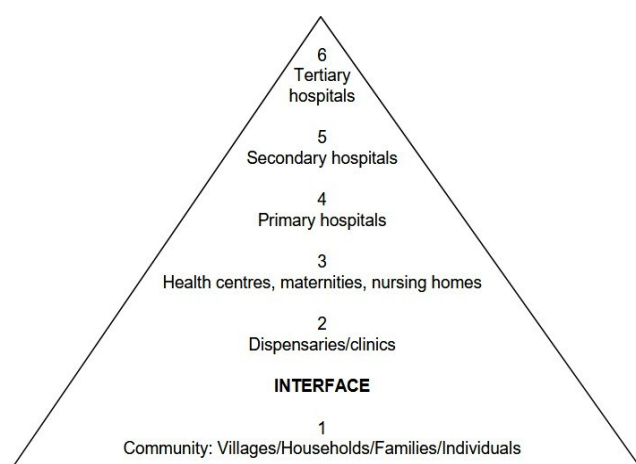 6
Tertiary
hospitals
5
Secondary hospitals
4
Primary hospitals
3
Health centres, maternities, nursing homes
2
Dispensaries/clinics
INTERFACE
1
Community: Villages/Households/Families/Individuals